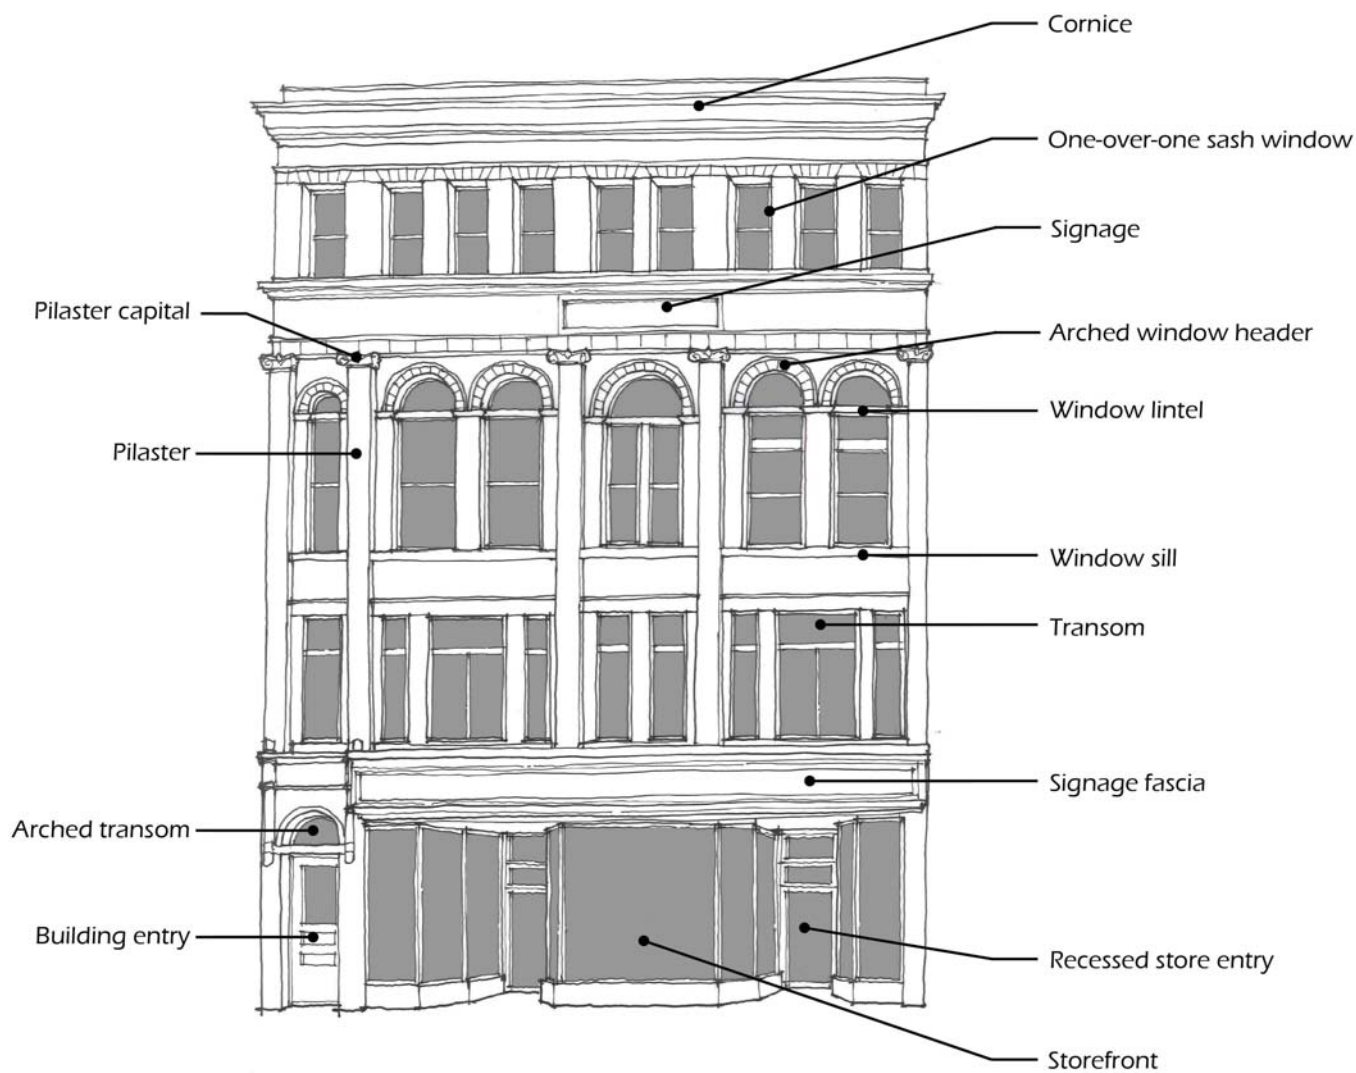 Cornice
One-over-one sash window
Signage
Pilaster capital
Arched window header
Window lintel
Pilaster
Window sill
Transom
Signage fascia
Arched transom
Building entry
Recessed store entry
Storefront